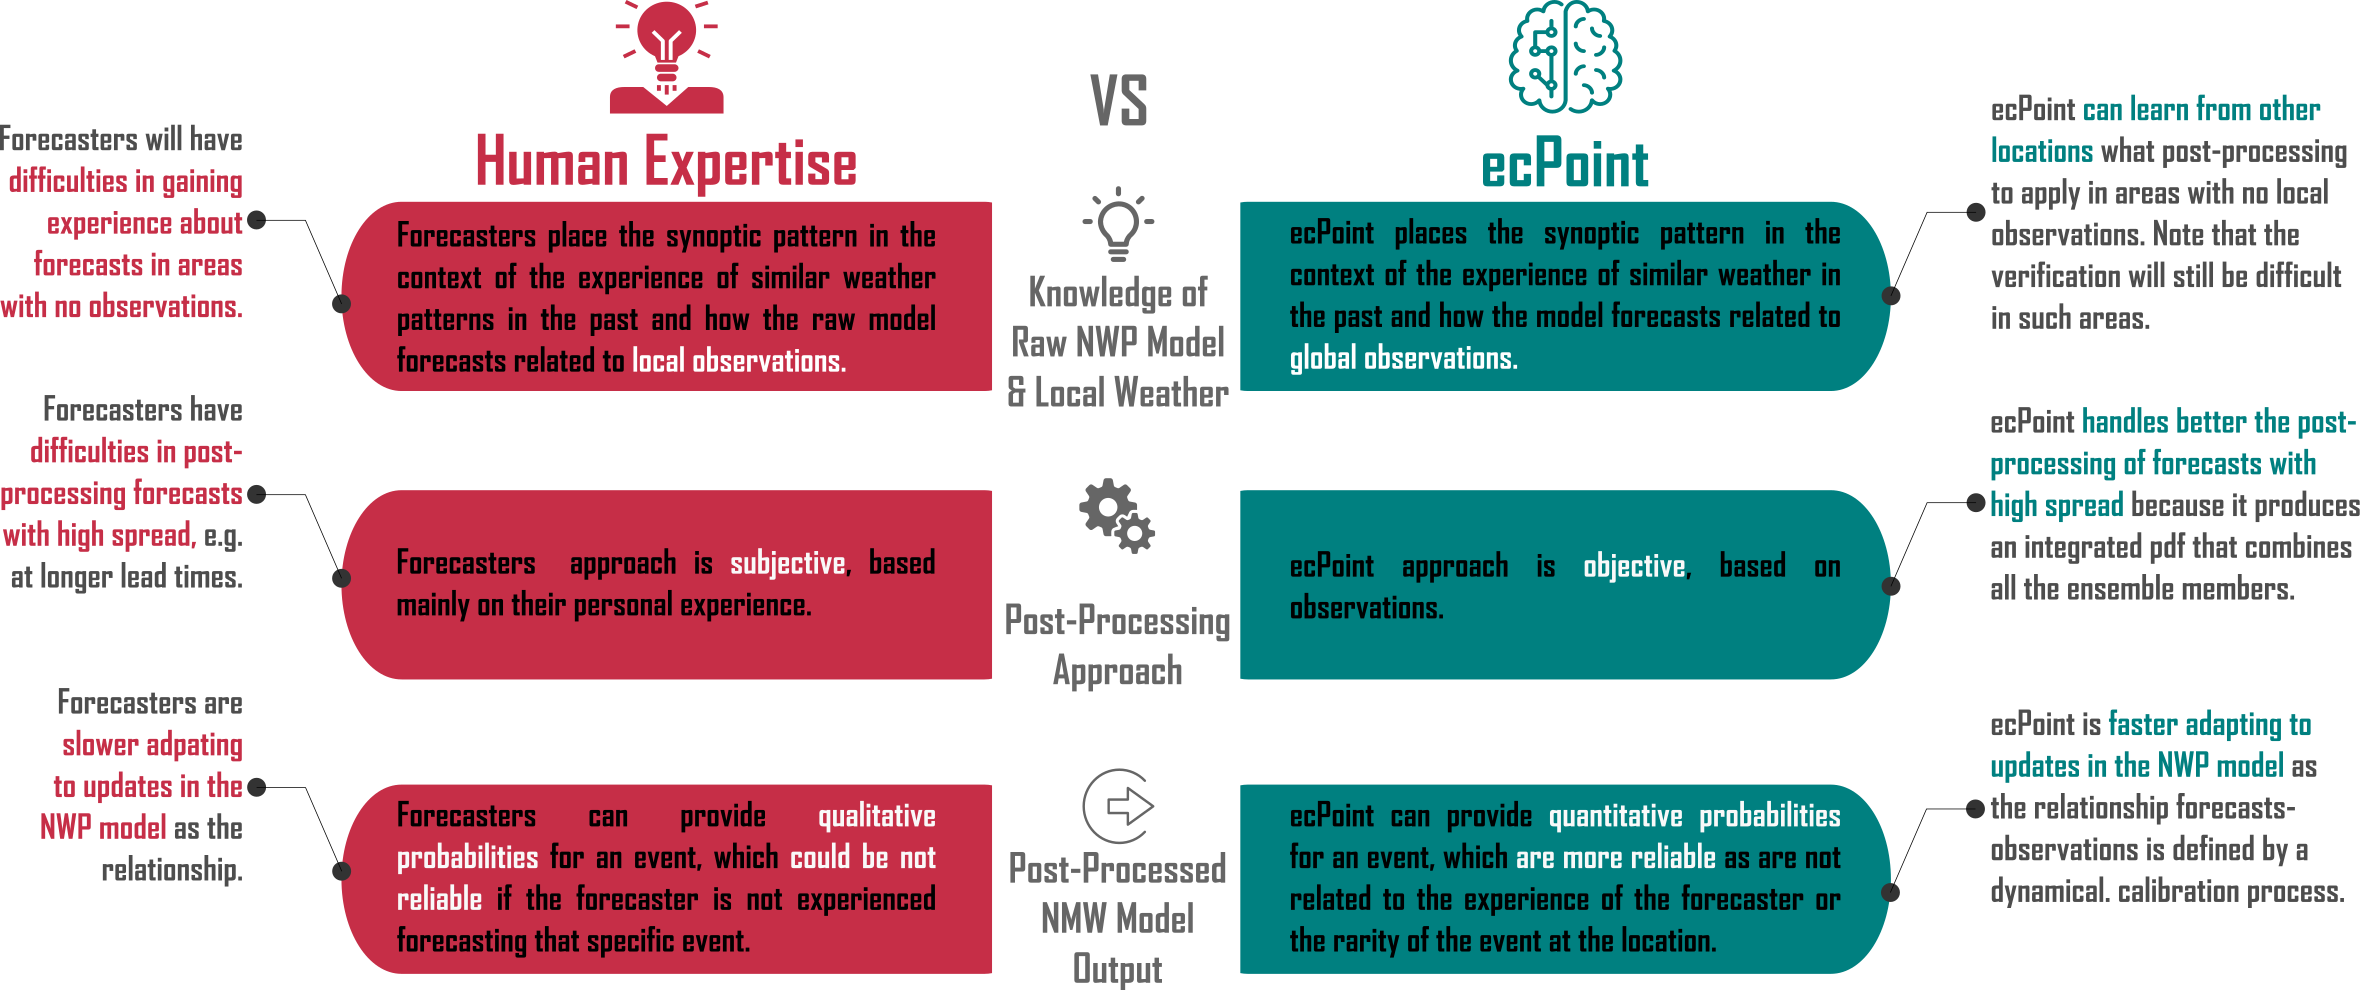 Human Expertise
VS
ecPoint
Forecasters will have
difficulties in gaining
experience about
forecasts in areas
with no observations.
Forecasters place the synoptic pattern in the
context of the experience of similar weather
patterns in the past and how the raw model
forecasts related to local observations.
Knowledge of
Raw NWP Model
& Local Weather
ecPoint places the synoptic pattern in the
context of the experience of similar weather in
the past and how the model forecasts related to
global observations.
ecPoint can learn from other
locations what post-processing
to apply in areas with no local
observations. Note that the
verification will still be difficult
in such areas.
Forecasters have
difficulties in post-
processing forecasts
with high spread, e.g.
at longer lead times.
Forecasters approach is subjective, based
mainly on their personal experience.
Post-Processing
Approach
ecPoint approach is objective, based on
observations.
ecPoint handles better the post-
processing of forecasts with
high spread because it produces
an integrated pdf that combines
all the ensemble members.
Forecasters are
slower adpating
to updates in the
NWP model as the
relationship.
Forecasters can provide qualitative
probabilities for an event, which could be not
reliable if the forecaster is not experienced
forecasting that specific event.
Post-Processed
NMW Model
Output
ecPoint can provide quantitative probabilities
for an event, which are more reliable as are not
related to the experience of the forecaster or
the rarity of the event at the location.
ecPoint is faster adapting to
updates in the NWP model as
the relationship forecasts-
observations is defined by a
dynamical. calibration process.